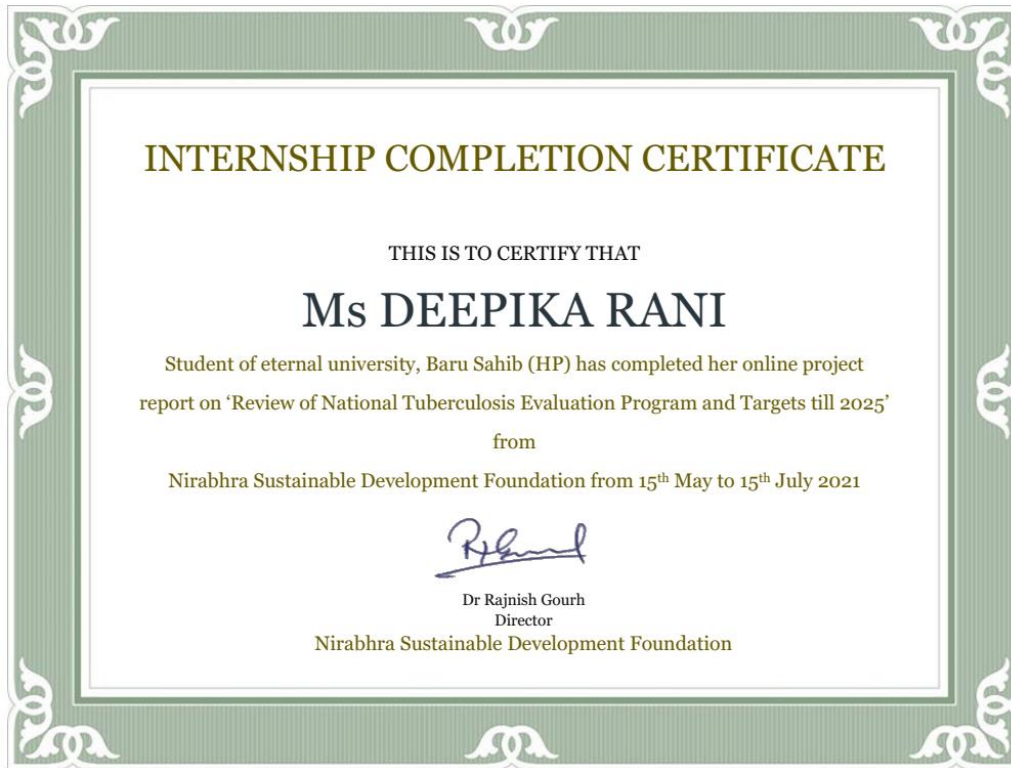 INTERNSHIP COMPLETION CERTIFICATE
THIS IS TO CERTIFY THAT
Ms DEEPIKA RANI
Student of eternal university, Baru Sahib (HP) has completed her online project
report on ‘Review of National Tuberculosis Evaluation Program and Targets till 2025’
from
Nirabhra Sustainable Development Foundation from 15th May to 15th July 2021
Dr Rajnish Gourh
Director
Nirabhra Sustainable Development Foundation